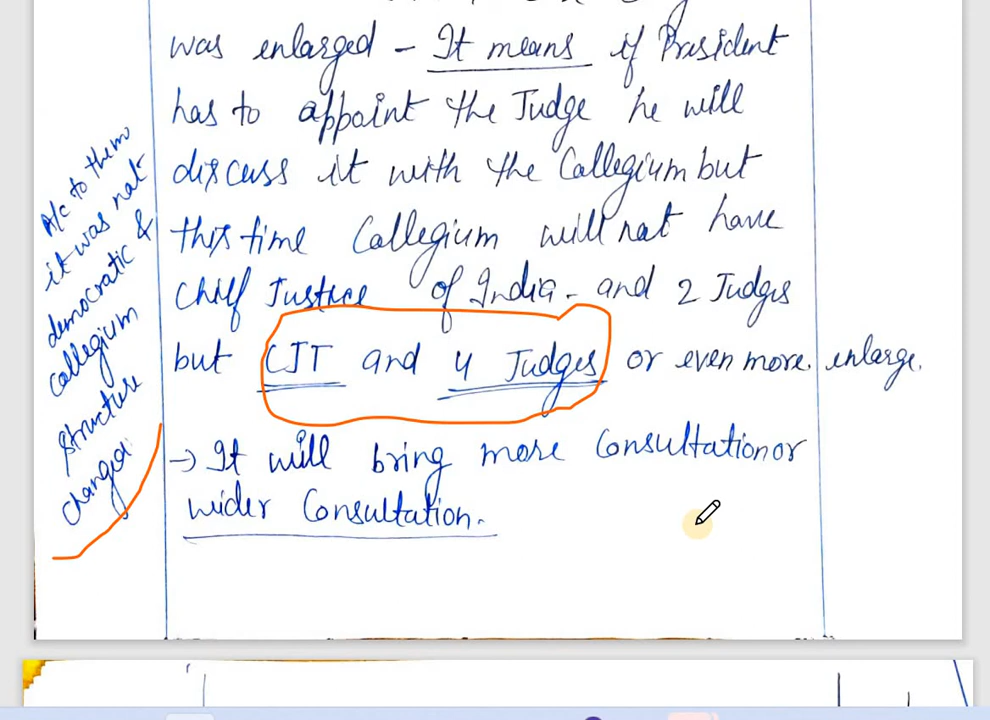 was enlarged - It means if President
has to appoint the Judge he will
discuss it with the Collegium but
this time Collegium will not have
Chief Justice of India - and 2 Judges
but CJI and 4 Judges or even more enlarge.
→ It will bring more Consultation or
wider Consultation.
A/c to them
it was not
democratic &
collegium
structure
changed.